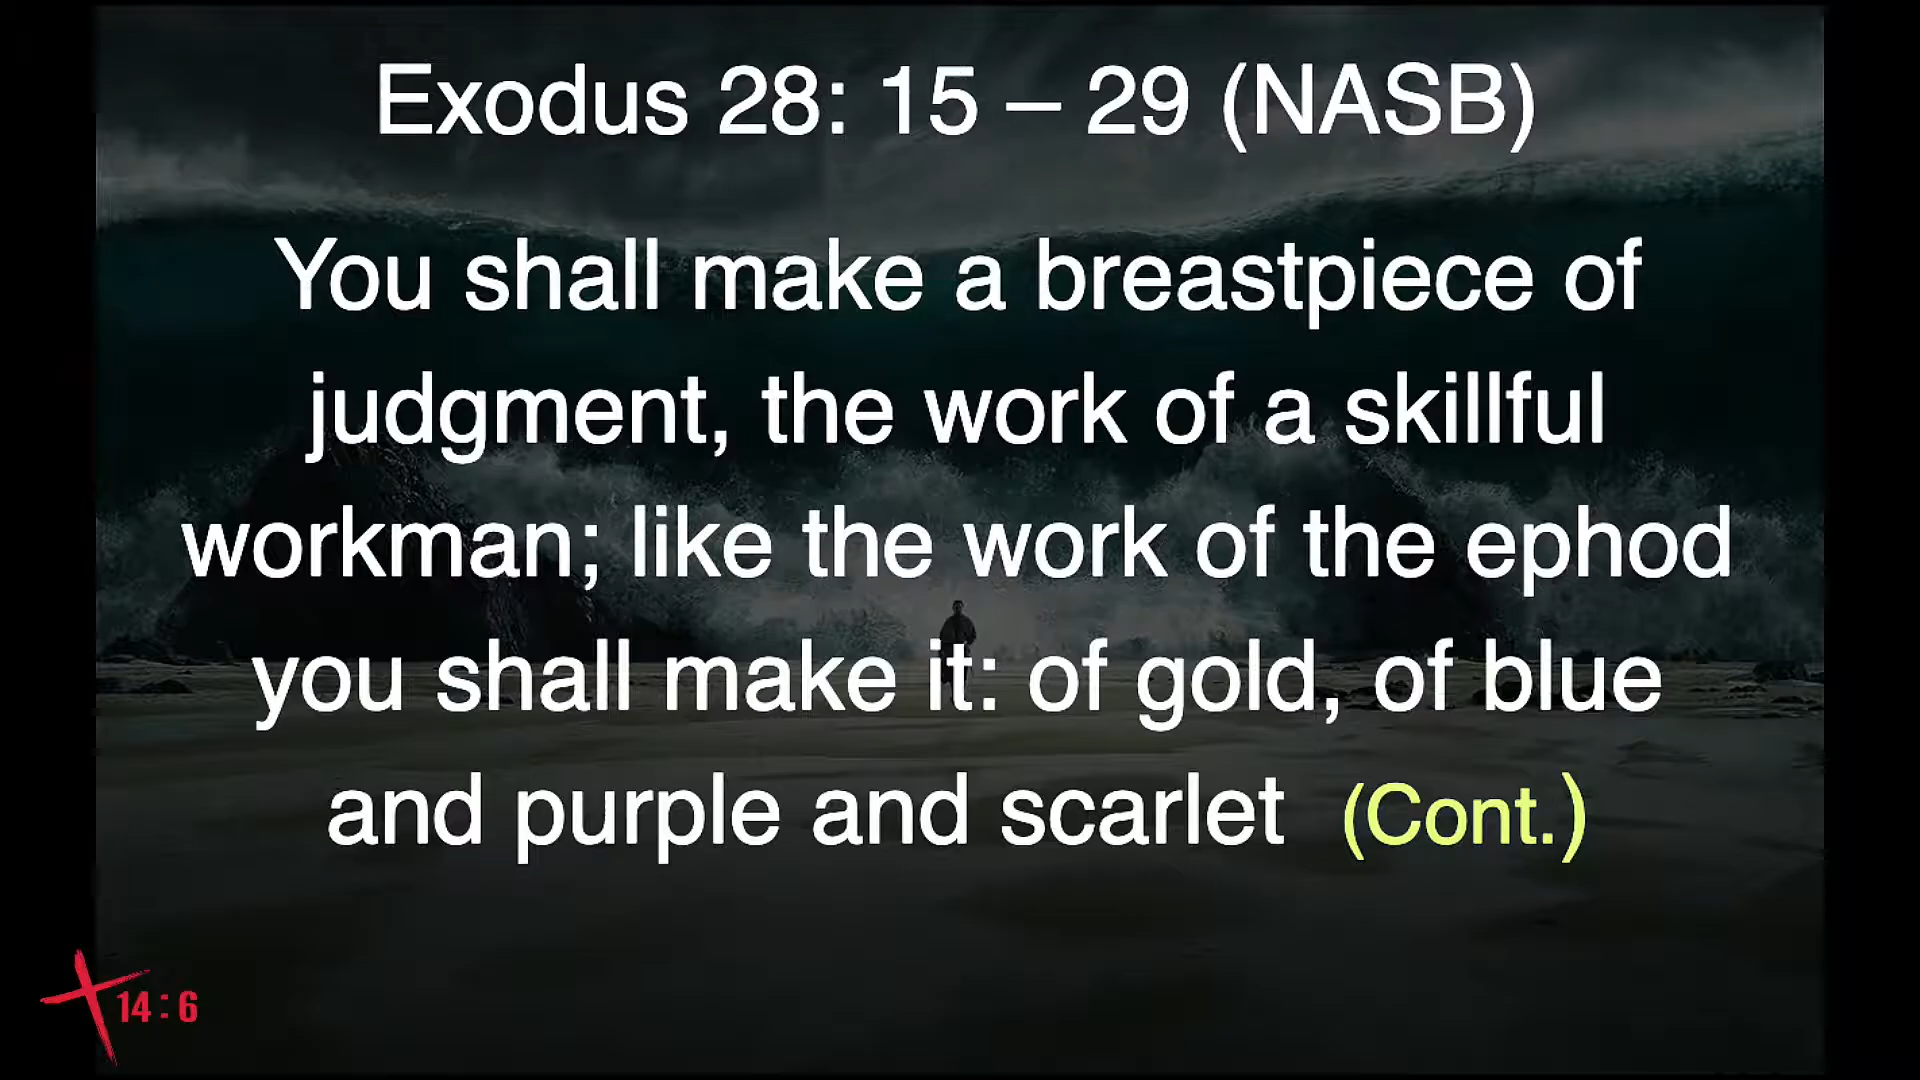 Exodus 28: 15 – 29 (NASB)
You shall make a breastpiece of
judgment, the work of a skillful
workman; like the work of the ephod
you shall make it: of gold, of blue
and purple and scarlet (Cont.)
14:6